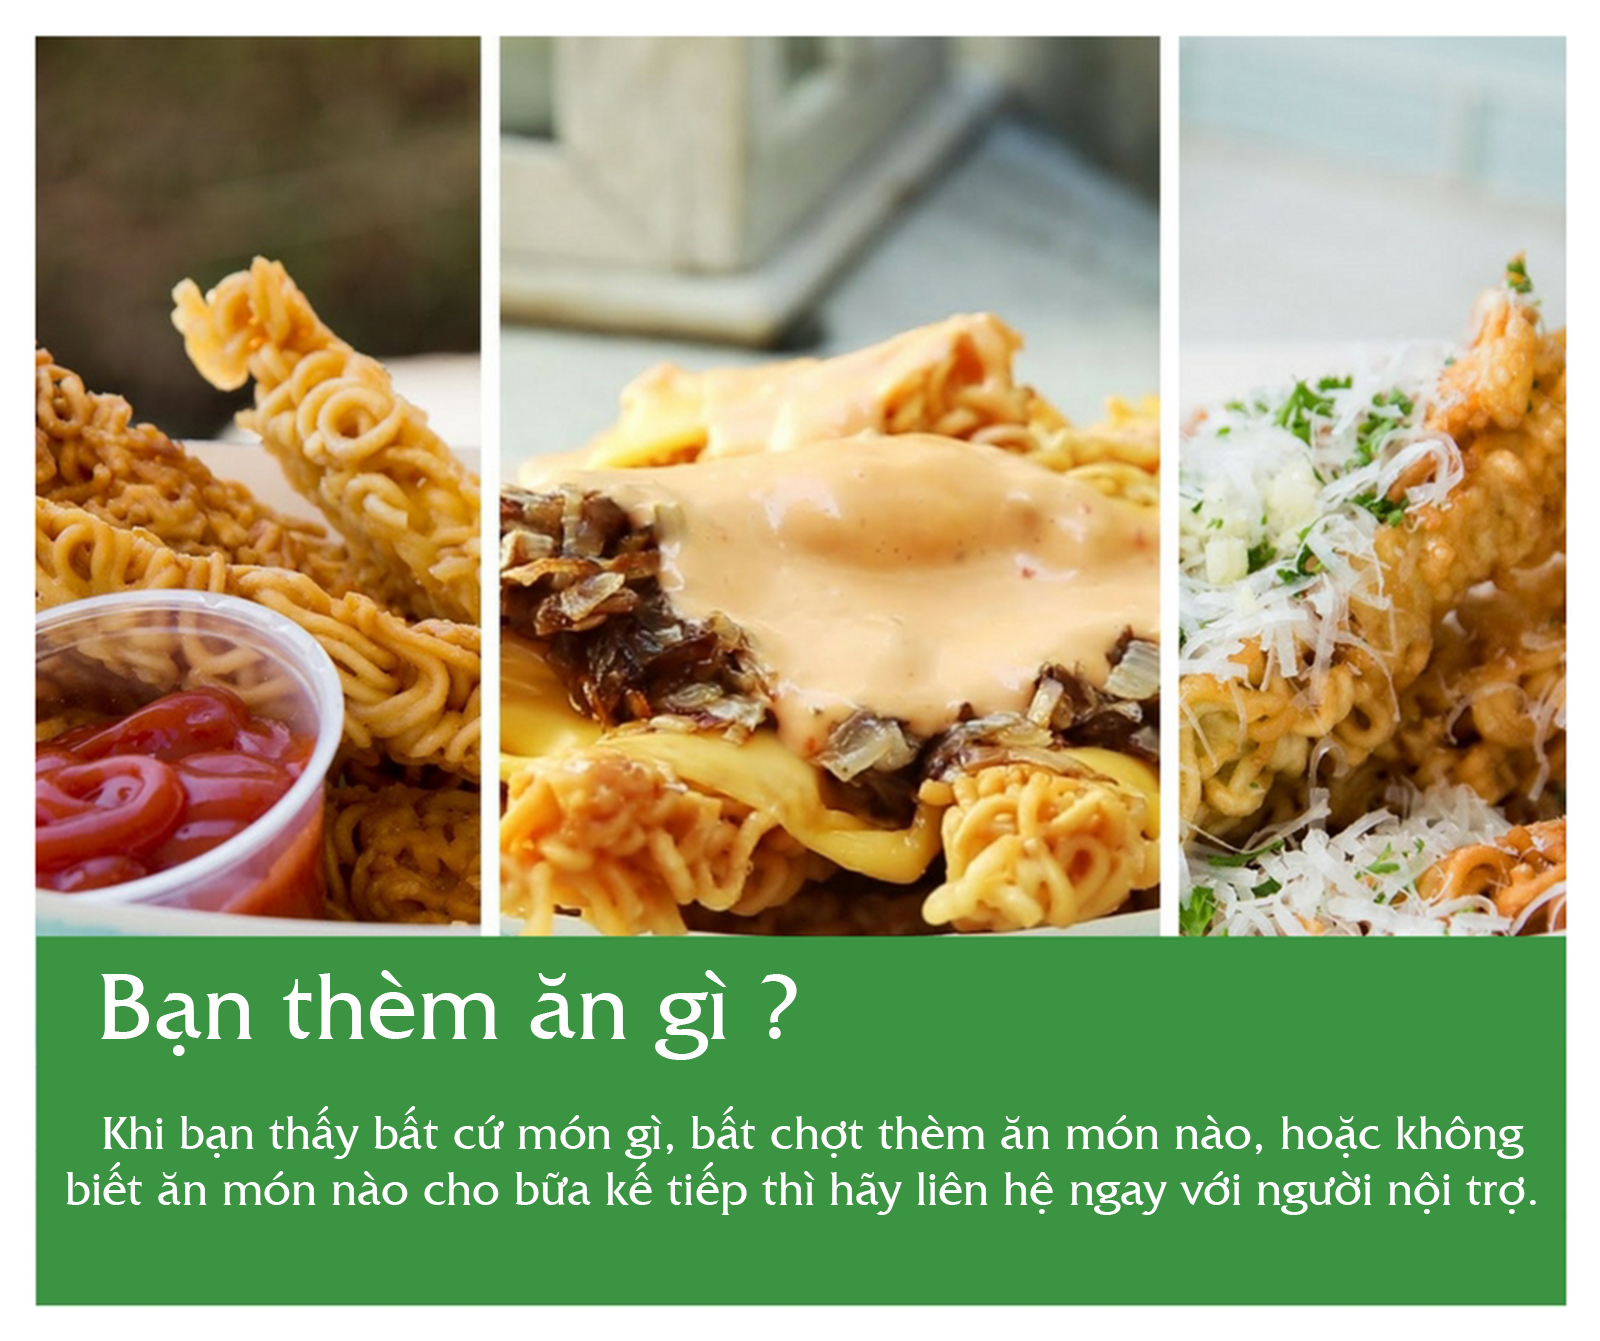 Bạn thèm ăn gì ?
Khi bạn thấy bất cứ món gì, bất chợt thèm ăn món nào, hoặc không
biết ăn món nào cho bữa kế tiếp thì hãy liên hệ ngay với người nội trợ.